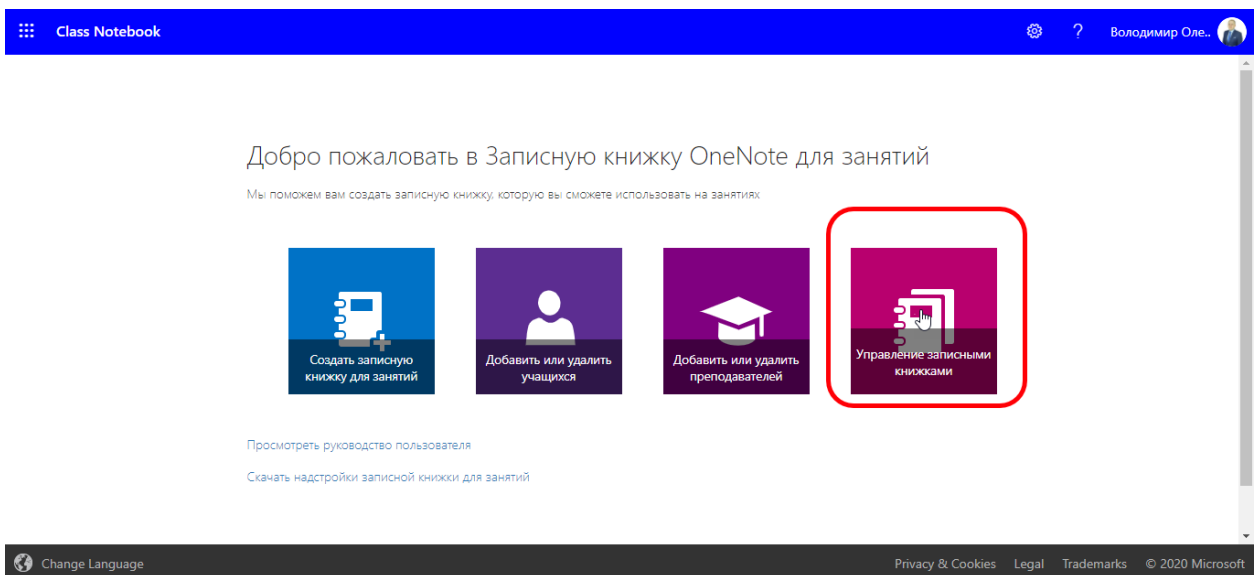 Class Notebook
? Володимир Оле..
Добро пожаловать в Записную книжку OneNote для занятий
Мы поможем вам создать записную книжку, которую вы сможете использовать на занятиях
Создать записную
книжку для занятий
Добавить или удалить
учащихся
Добавить или удалить
преподавателей
Управление записными
книжками
Просмотреть руководство пользователя
Скачать надстройки записной книжки для занятий
Change Language
Privacy & Cookies Legal Trademarks © 2020 Microsoft